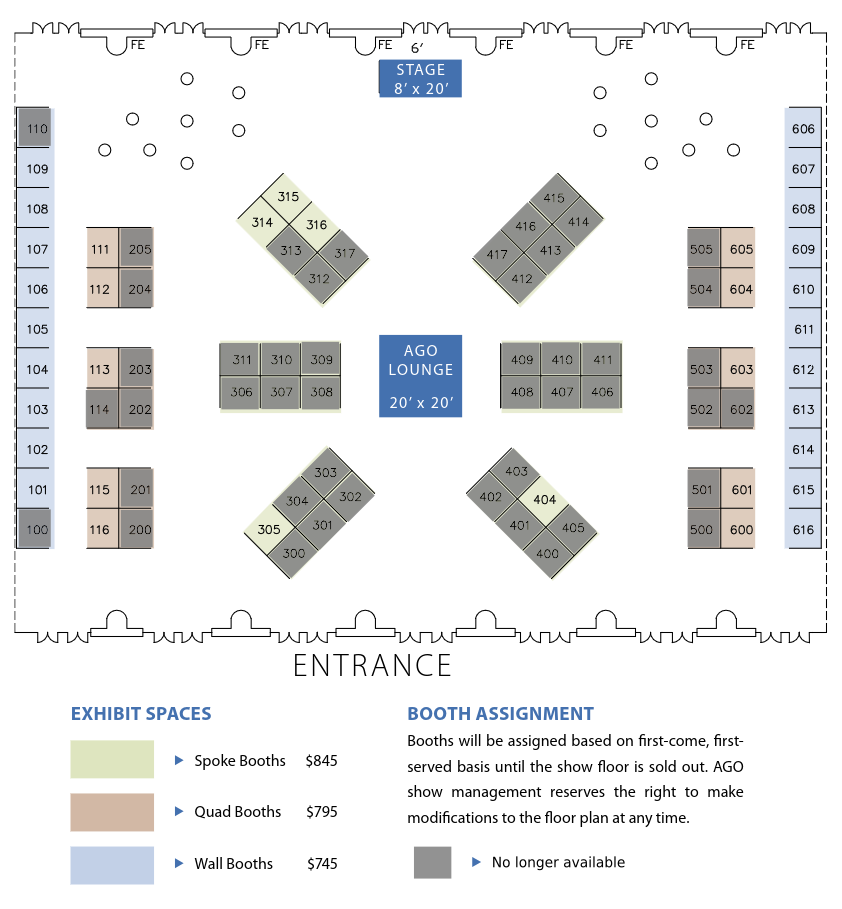 FE FE FE FE FE FE
6’
STAGE
8’ x 20’
110 606
109 315 415 607
108 314 316 416 414 608
107 111 205 313 317 417 413 505 605 609
106 112 204 312 412 504 604 610
105 611
AGO
LOUNGE
20’ x 20’
104 113 203 311 310 309 409 410 411 503 603 612
103 114 202 306 307 308 408 407 406 502 602 613
102 614
303 403
101 115 201 304 302 402 404 501 601 615
100 116 200 305 301 401 405 500 600 616
300 400
ENTRANCE
EXHIBIT SPACES
Spoke Booths $845
Quad Booths $795
Wall Booths $745
BOOTH ASSIGNMENT
Booths will be assigned based on first-come, first-
served basis until the show floor is sold out. AGO
show management reserves the right to make
modifications to the floor plan at any time.
No longer available